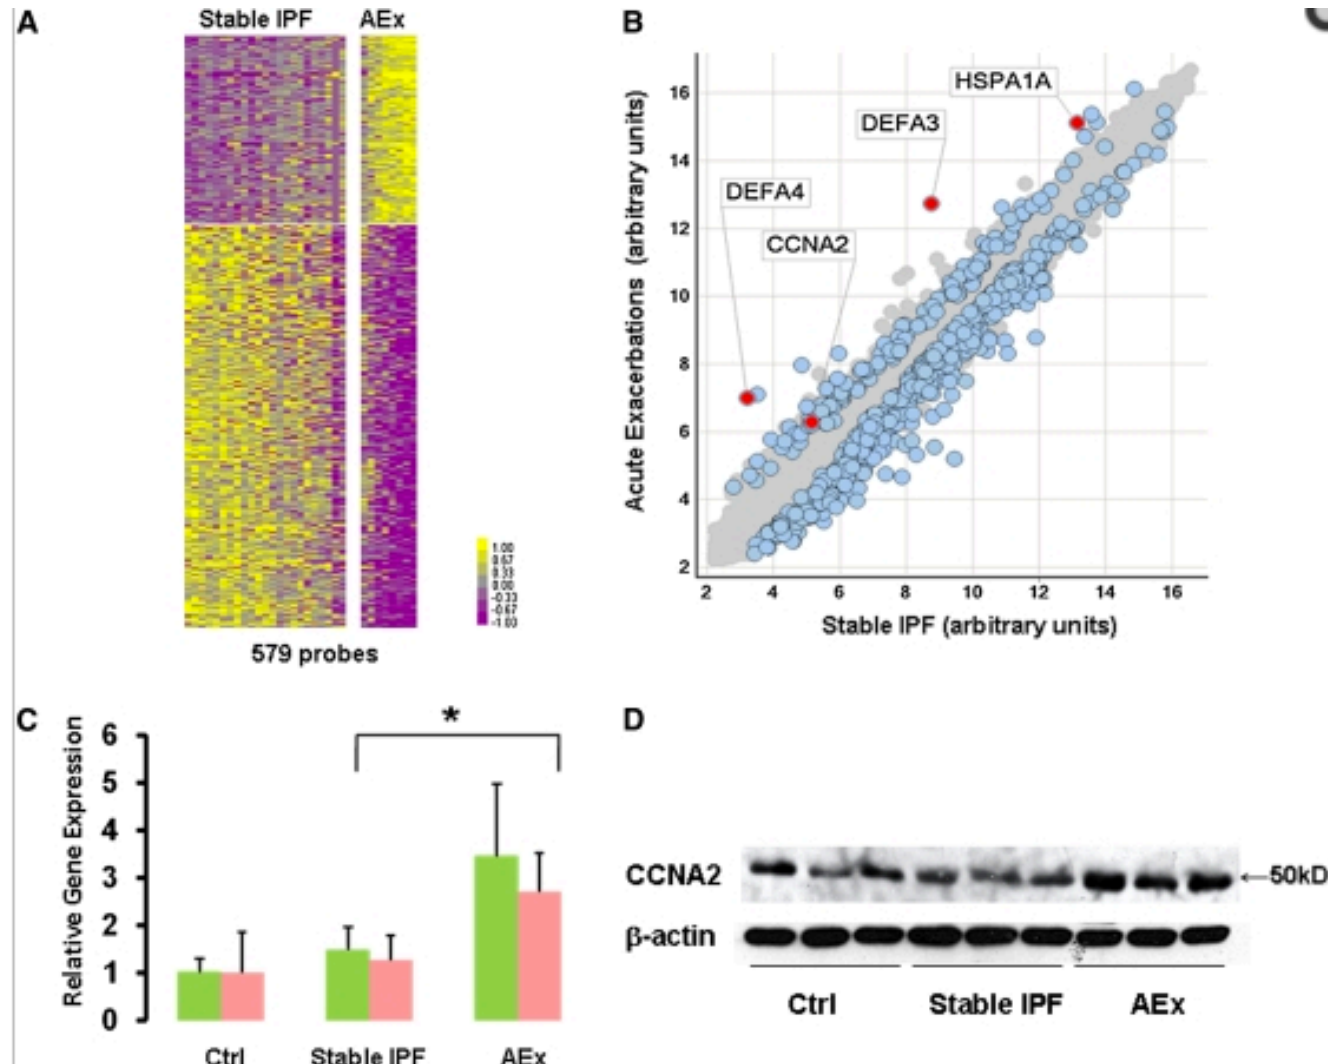 A
Stable IPF AEx
1.00
0.67
0.33
0.00
-0.33
-0.67
-1.00
579 probes
B
Acute Exacerbations (arbitrary units)
16
14
12
10
8
6
4
2
HSPA1A
DEFA3
DEFA4
CCNA2
2 4 6 8 10 12 14 16
Stable IPF (arbitrary units)
C
Relative Gene Expression
6
5
4
3
2
1
0
*
Ctrl Stable IPF AEx
D
CCNA2
←50kD
β-actin
Ctrl Stable IPF AEx